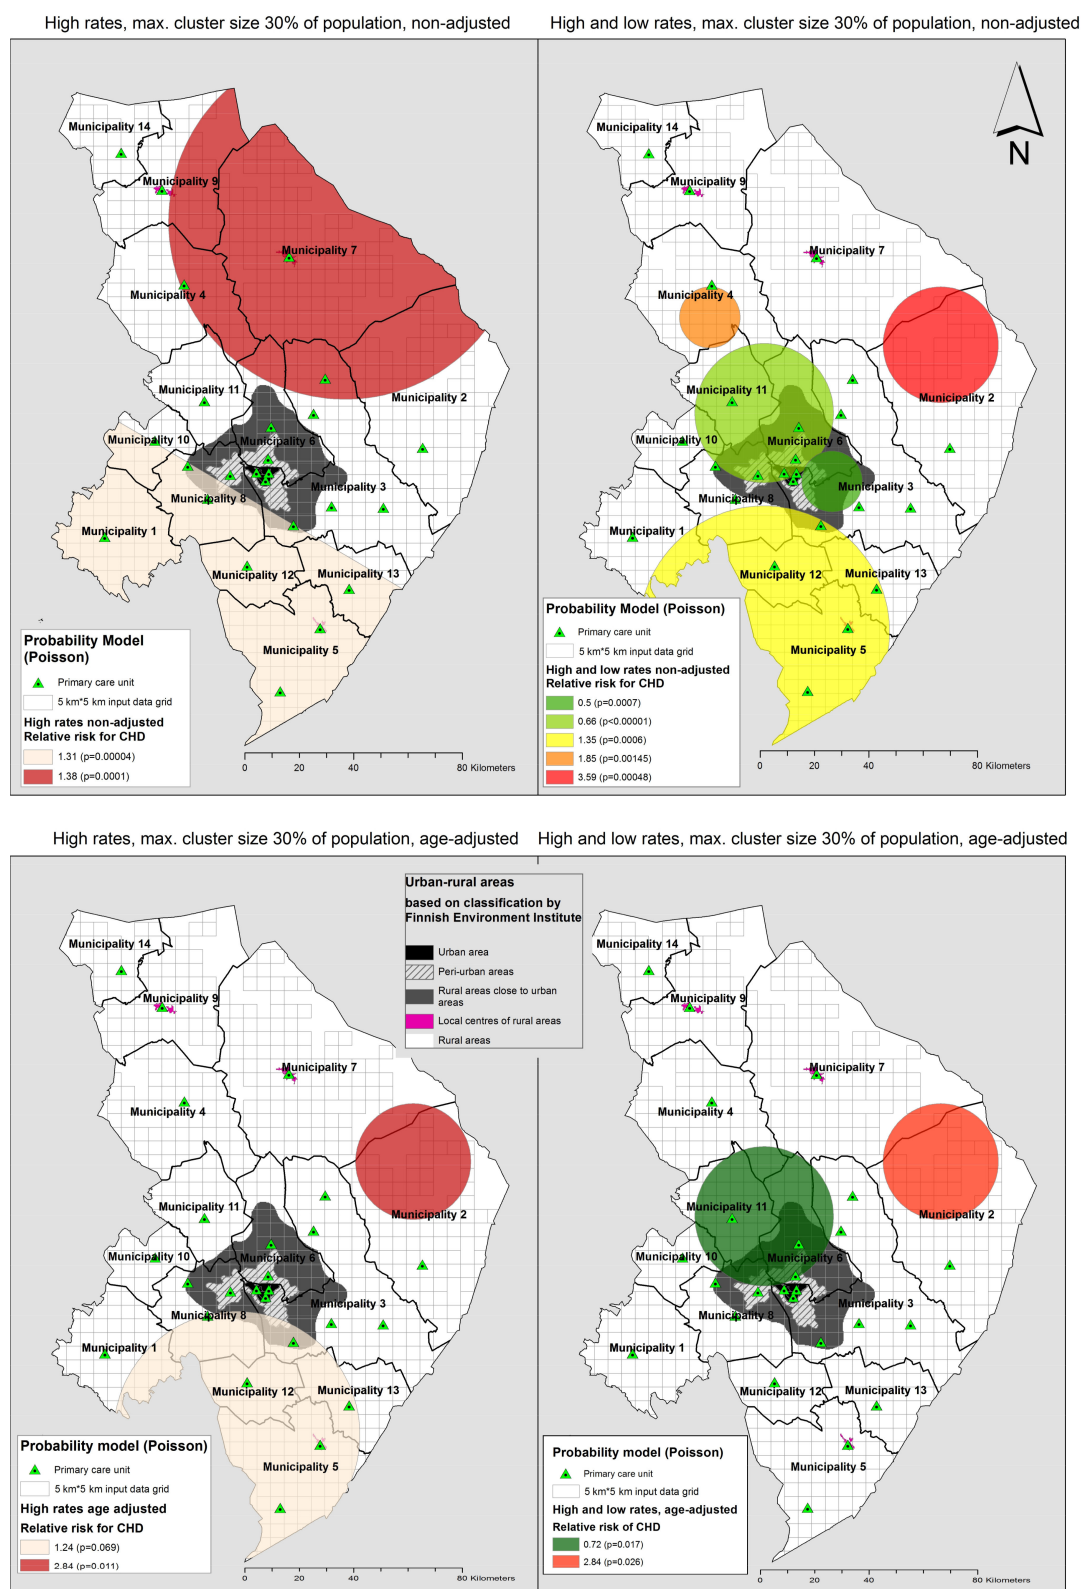 High rates, max. cluster size 30% of population, non-adjusted
High and low rates, max. cluster size 30% of population, non-adjusted
Municipality 14
Municipality 9
Municipality 7
Municipality 4
Municipality 11
Municipality 2
Municipality 10
Municipality 6
Municipality 3
Municipality 8
Municipality 1
Municipality 12
Municipality 13
Municipality 5
Probability Model
(Poisson)
Primary care unit
5 km*5 km input data grid
High rates non-adjusted
Relative risk for CHD
1.31 (p=0.00004)
1.38 (p=0.0001)
0 20 40 80 Kilometers
N
Municipality 14
Municipality 9
Municipality 7
Municipality 4
Municipality 11
Municipality 2
Municipality 10
Municipality 6
Municipality 3
Municipality 8
Municipality 1
Municipality 12
Municipality 13
Municipality 5
Probability Model (Poisson)
Primary care unit
5 km*5 km input data grid
High and low rates non-adjusted
Relative risk for CHD
0.5 (p=0.0007)
0.66 (p<0.00001)
1.35 (p=0.0006)
1.85 (p=0.00145)
3.59 (p=0.00048)
0 20 40 80 Kilometers
High rates, max. cluster size 30% of population, age-adjusted
High and low rates, max. cluster size 30% of population, age-adjusted
Urban-rural areas
based on classification by
Finnish Environment Institute
Urban area
Peri-urban areas
Rural areas close to urban
areas
Local centres of rural areas
Rural areas
Municipality 14
Municipality 9
Municipality 7
Municipality 4
Municipality 11
Municipality 2
Municipality 10
Municipality 6
Municipality 3
Municipality 8
Municipality 1
Municipality 12
Municipality 13
Municipality 5
Probability model (Poisson)
Primary care unit
5 km*5 km input data grid
High rates age adjusted
Relative risk for CHD
1.24 (p=0.069)
2.84 (p=0.011)
0 20 40 80 Kilometers
Municipality 14
Municipality 9
Municipality 7
Municipality 4
Municipality 11
Municipality 2
Municipality 10
Municipality 6
Municipality 3
Municipality 8
Municipality 1
Municipality 12
Municipality 13
Municipality 5
Probability model (Poisson)
Primary care unit
5 km*5 km input data grid
High and low rates, age-adjusted
Relative risk of CHD
0.72 (p=0.017)
2.84 (p=0.026)
0 20 40 80 Kilometers